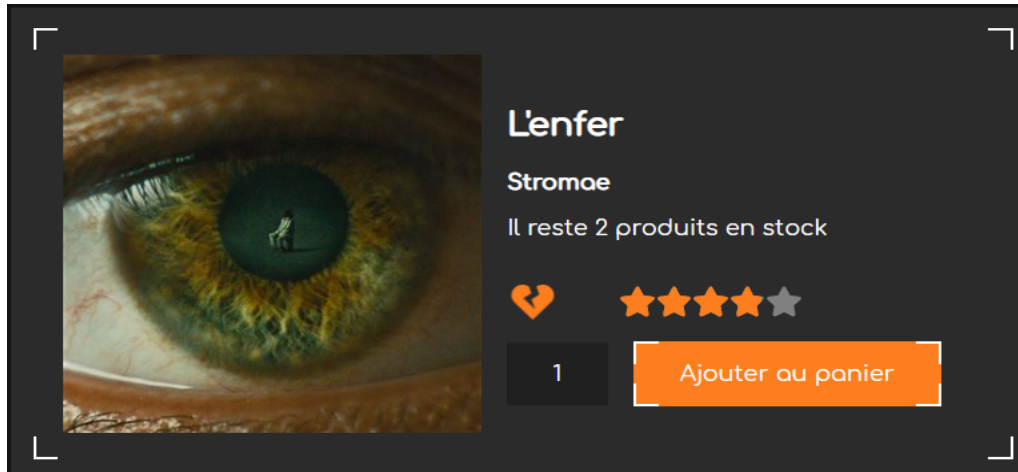 L'enfer
Stromae
Il reste 2 produits en stock
1
Ajouter au panier